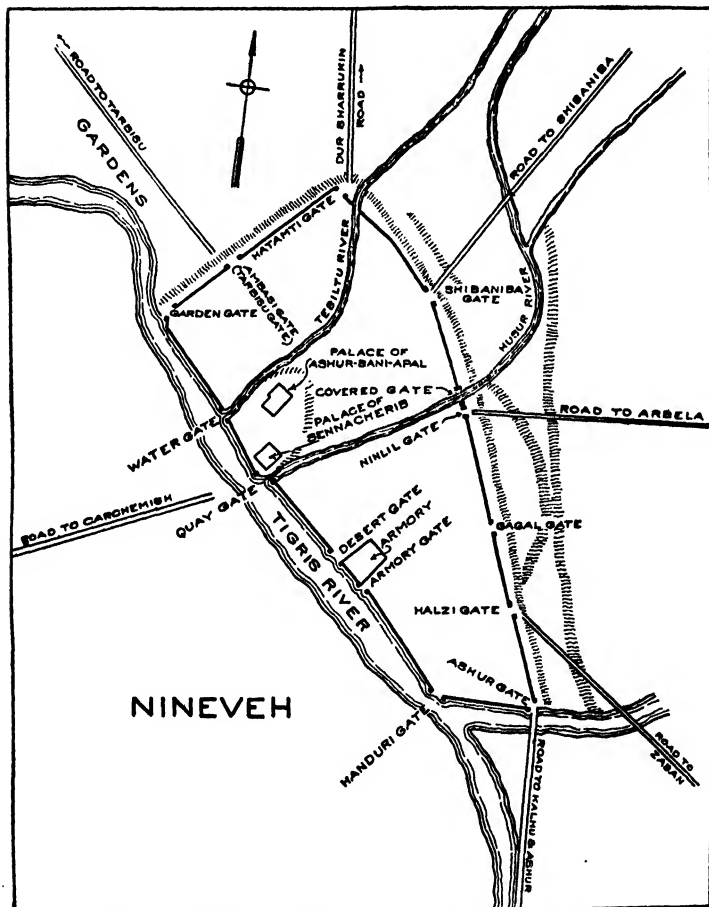 ROAD TO TARBISU
GARDENS
DUR SHARRUKIN
ROAD
ROAD TO SHIBANIBA
HATAMTI GATE
AMBASI GATE
(TARBISU GATE)
GARDEN GATE
TEBILTU RIVER
SHIBANIBA
GATE
HUSUR RIVER
PALACE OF
ASHUR-BANI-APAL
COVERED GATE
PALACE OF
SENNACHERIB
WATER GATE
NINLIL GATE
ROAD TO ARBELA
QUAY GATE
ROAD TO CARCHEMISH
TIGRIS RIVER
DESERT GATE
ARMORY
ARMORY GATE
GAGAL GATE
HALZI GATE
ASHUR GATE
NINEVEH
HANDURI GATE
ROAD TO
ZABAN
ROAD TO KALHU & ASHUR